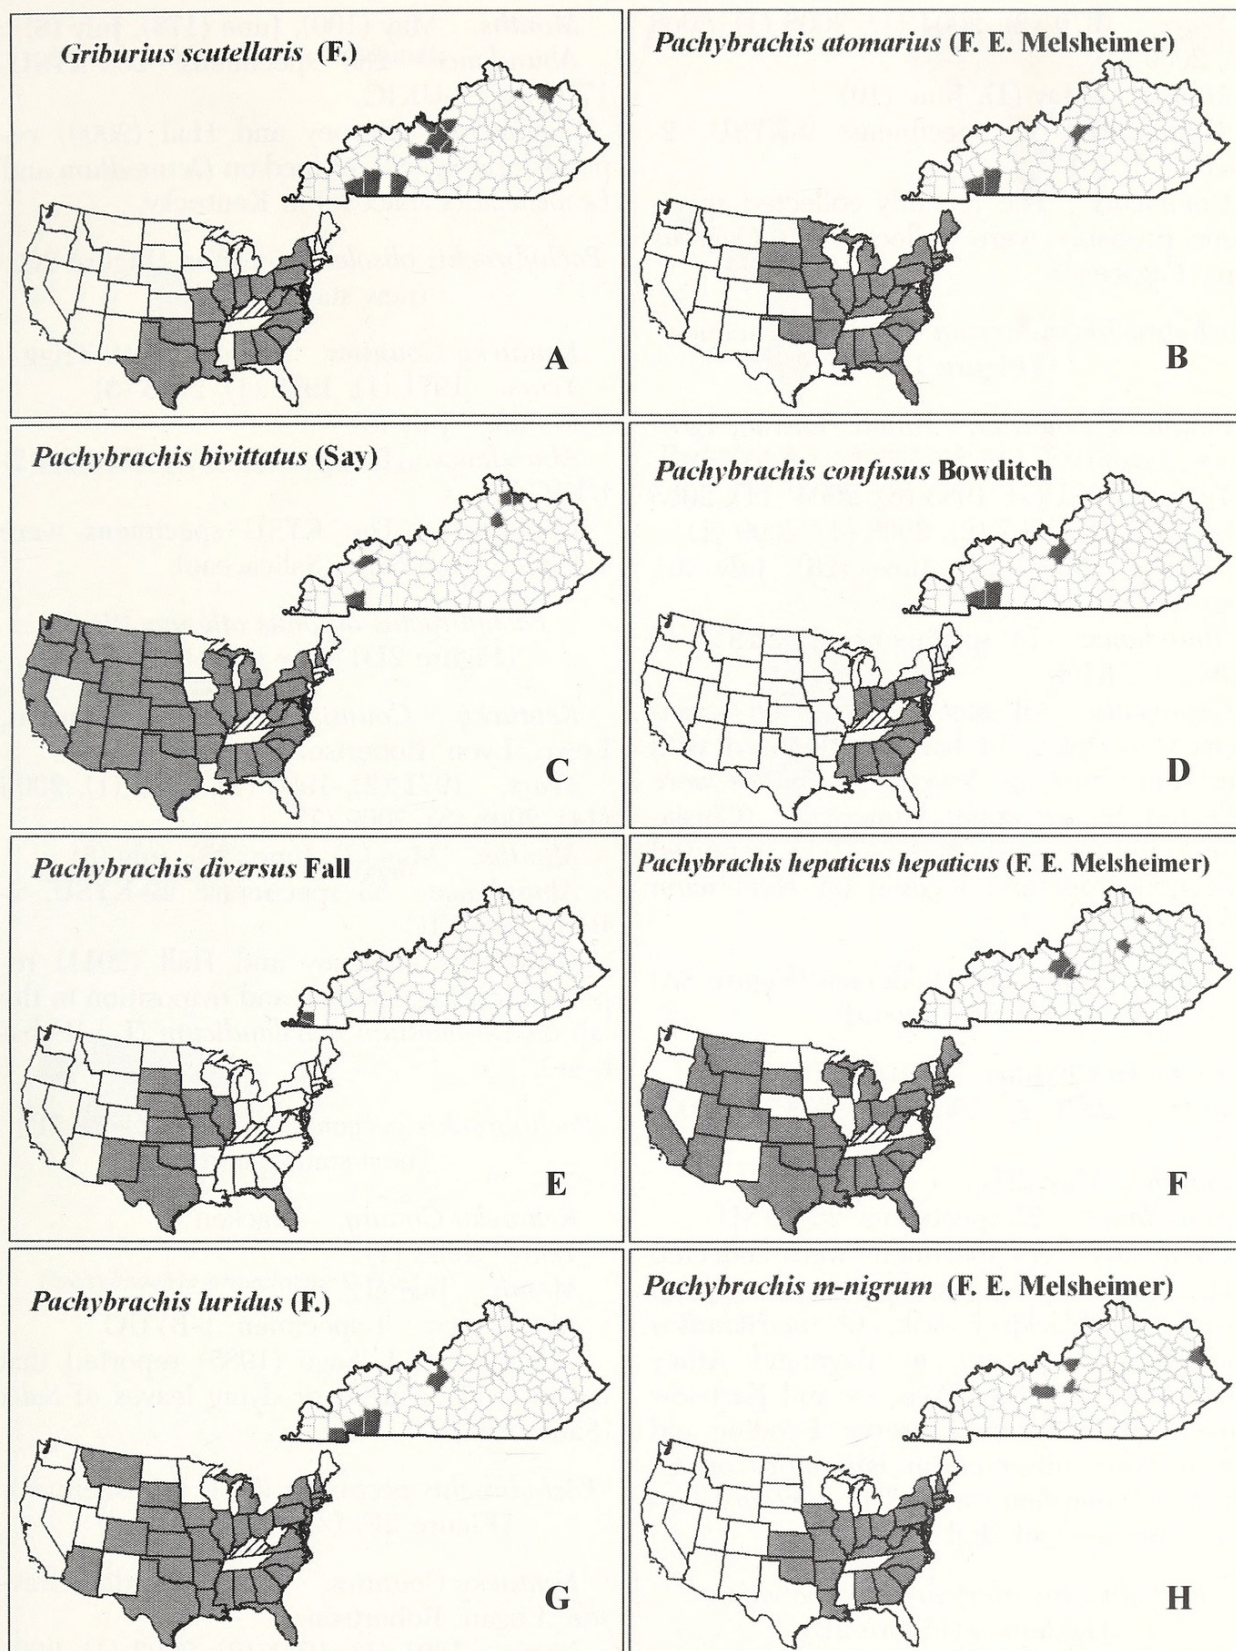 Griburius scutellaris (F.)
A
Pachybrachis atomarius (F. E. Melsheimer)
B
Pachybrachis bivittatus (Say)
C
Pachybrachis confusus Bowditch
D
Pachybrachis diversus Fall
E
Pachybrachis hepaticus hepaticus (F. E. Melsheimer)
F
Pachybrachis luridus (F.)
G
Pachybrachis m-nigrum (F. E. Melsheimer)
H